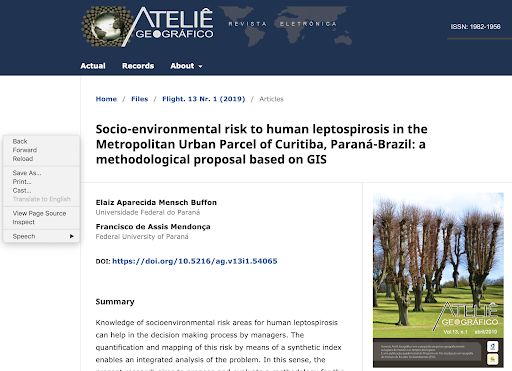 ATELIÊ
GEOGRÁFICO
REVISTA ELETRÔNICA
ISSN: 1982-1956
Actual Records About
Home / Files / Flight. 13 Nr. 1 (2019) / Articles
Socio-environmental risk to human leptospirosis in the
Metropolitan Urban Parcel of Curitiba, Paraná-Brazil: a
methodological proposal based on GIS
Back
Forward
Reload
Save As...
Print...
Cast...
Translate to English
View Page Source
Inspect
Speech
Elaiz Aparecida Mensch Buffon
Universidade Federal do Paraná
Francisco de Assis Mendonça
Federal University of Paraná
DOI: https://doi.org/10.5216/ag.v13i1.54065
Summary
Knowledge of socioenvironmental risk areas for human leptospirosis
can help in the decision making process by managers. The
quantification and mapping of this risk by means of a synthetic index
enables an integrated analysis of the problem. In this sense, the
ATELIÊ
GEOGRÁFICO
Vol.13, n.1 abril/2019